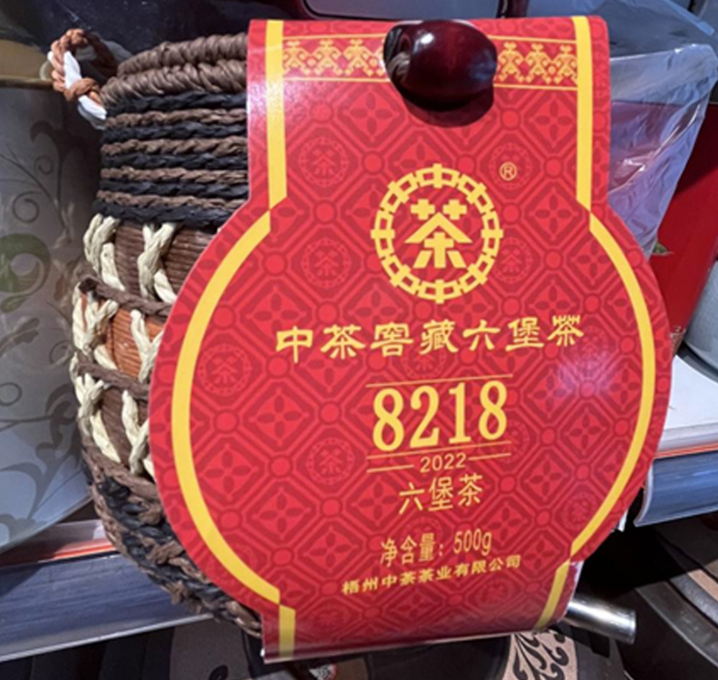 ®
茶
中茶窖藏六堡茶
8218
2022
六堡茶
净含量：500g
梧州中茶茶业有限公司